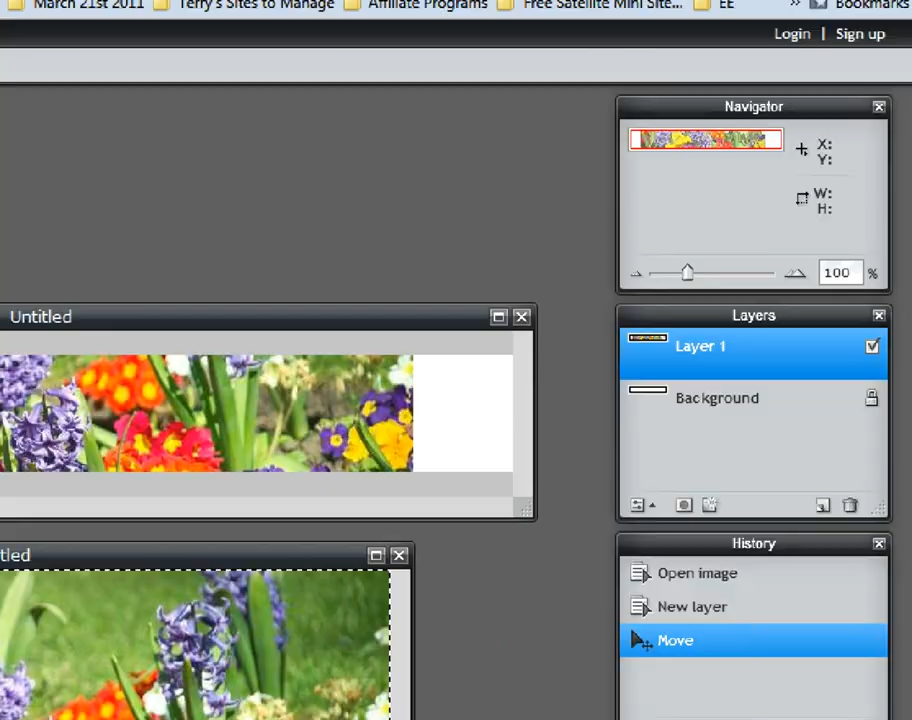 March 21st 2011 Terry's Sites to Manage Affiliate Programs Free Satellite Mini Site... EE » Bookmarks
Login | Sign up
Navigator
X:
Y:
W:
H:
100 %
Untitled
Layers
Layer 1
Background
tled
History
Open image
New layer
Move